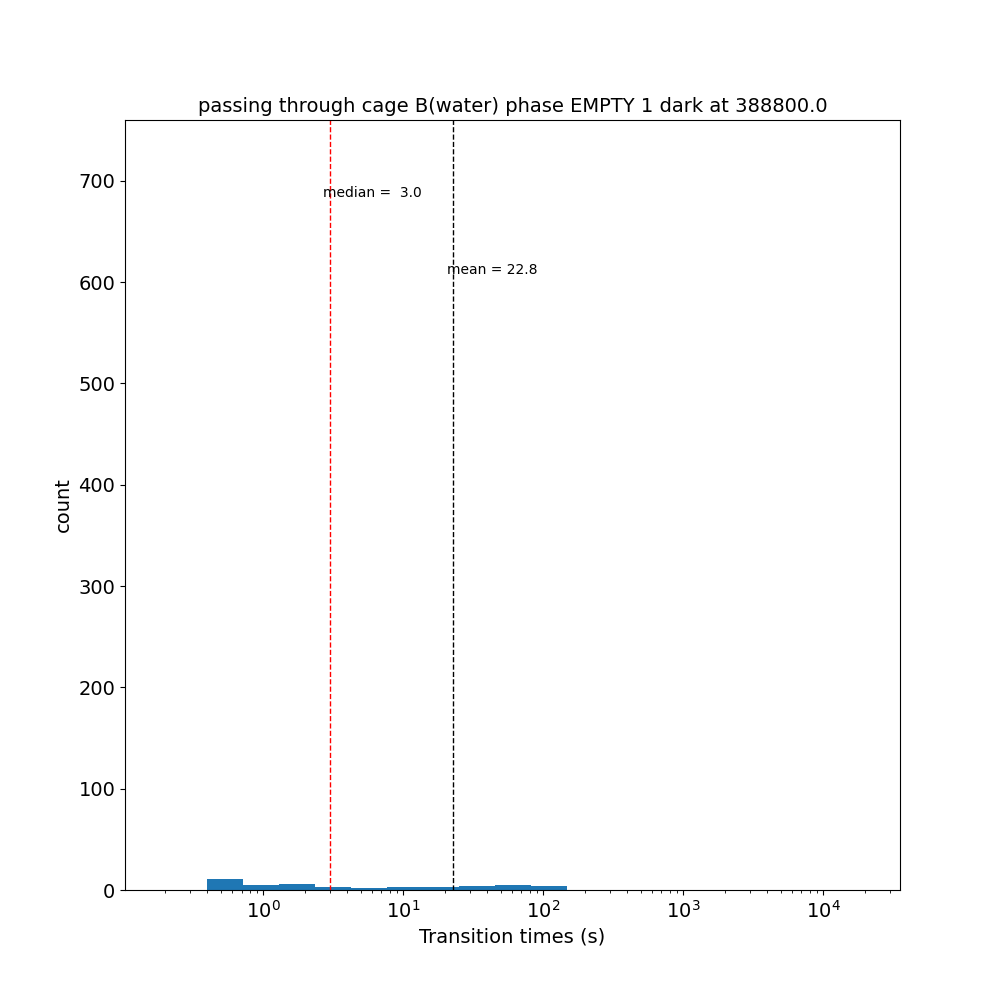 passing through cage B(water) phase EMPTY 1 dark at 388800.0
700
median =  3.0
mean = 22.8
600
500
400
count
300
200
100
0
10⁰ 10¹ 10² 10³ 10⁴
Transition times (s)